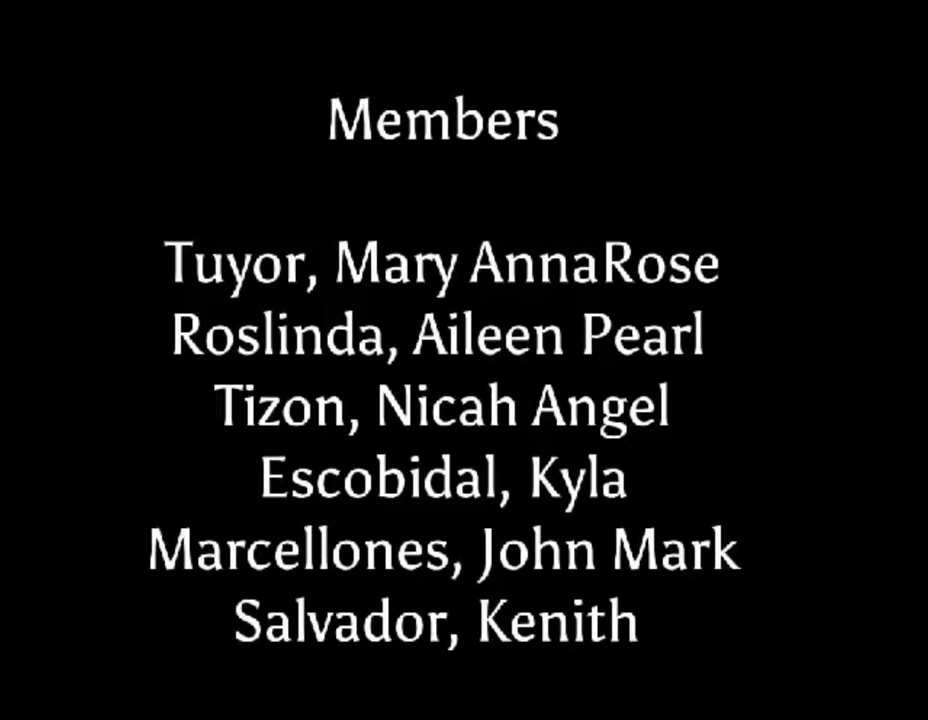 Members
Tuyor, Mary AnnaRose
Roslinda, Aileen Pearl
Tizon, Nicah Angel
Escobidal, Kyla
Marcellones, John Mark
Salvador, Kenith